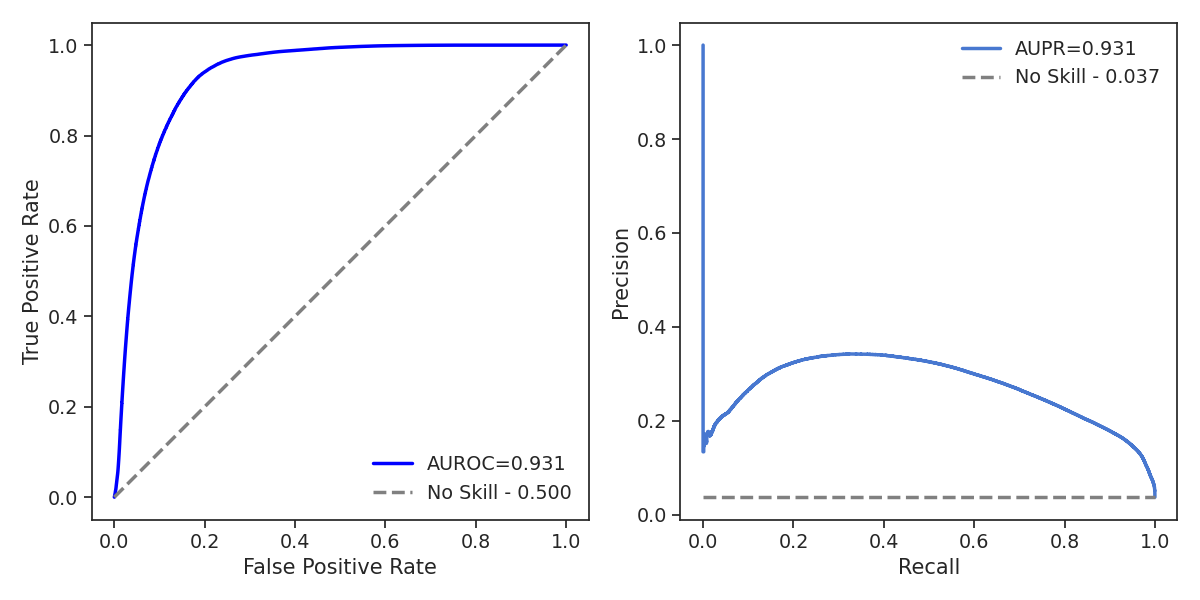 1.0
0.8
0.6
0.4
0.2
0.0
True Positive Rate
AUROC=0.931
No Skill - 0.500
0.0 0.2 0.4 0.6 0.8 1.0
False Positive Rate
1.0
0.8
0.6
0.4
0.2
0.0
Precision
AUPR=0.931
No Skill - 0.037
0.0 0.2 0.4 0.6 0.8 1.0
Recall